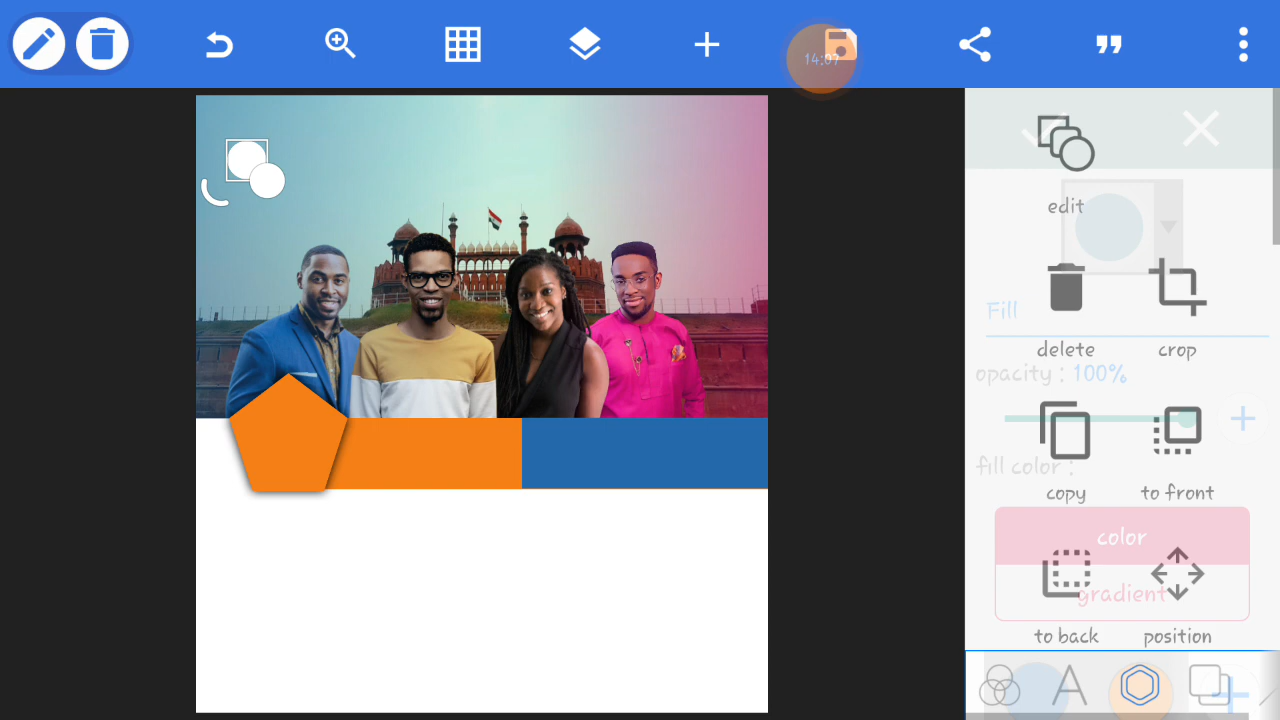 14:07
edit
Fill
delete
crop
opacity : 100%
fill color :
copy
to front
color
gradient
to back
position